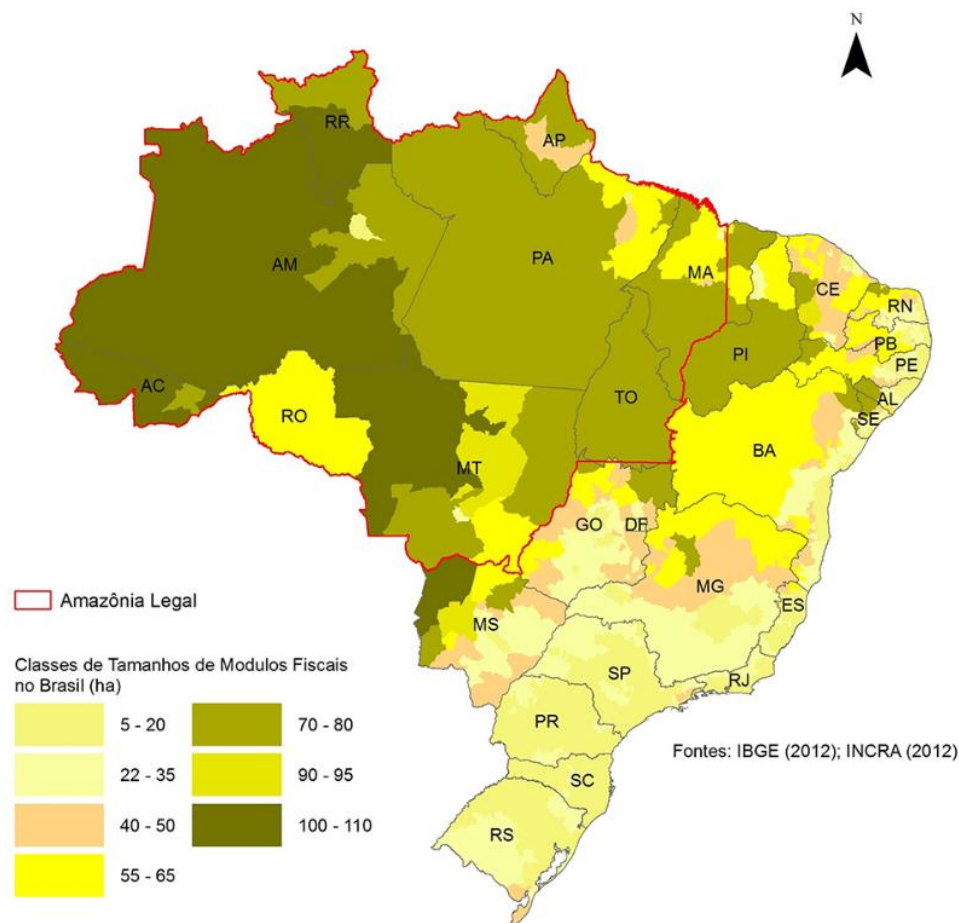 N
RR
AP
AM
PA
MA
CE
RN
PB
PE
PI
AC
AL
SE
TO
RO
BA
MT
GO
DF
MG
ES
MS
SP
RJ
PR
SC
RS
Amazônia Legal
Classes de Tamanhos de Modulos Fiscais
no Brasil (ha)
5 - 20
70 - 80
22 - 35
90 - 95
40 - 50
100 - 110
55 - 65
Fontes: IBGE (2012); INCRA (2012)